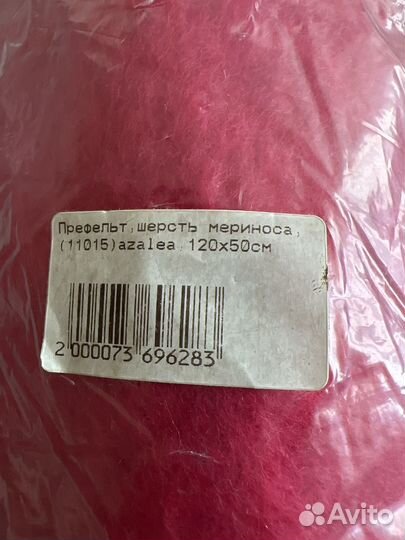 Префельт,шерсть мериноса,
(11015)azalea 120x50см
2 000073 696283
Avito